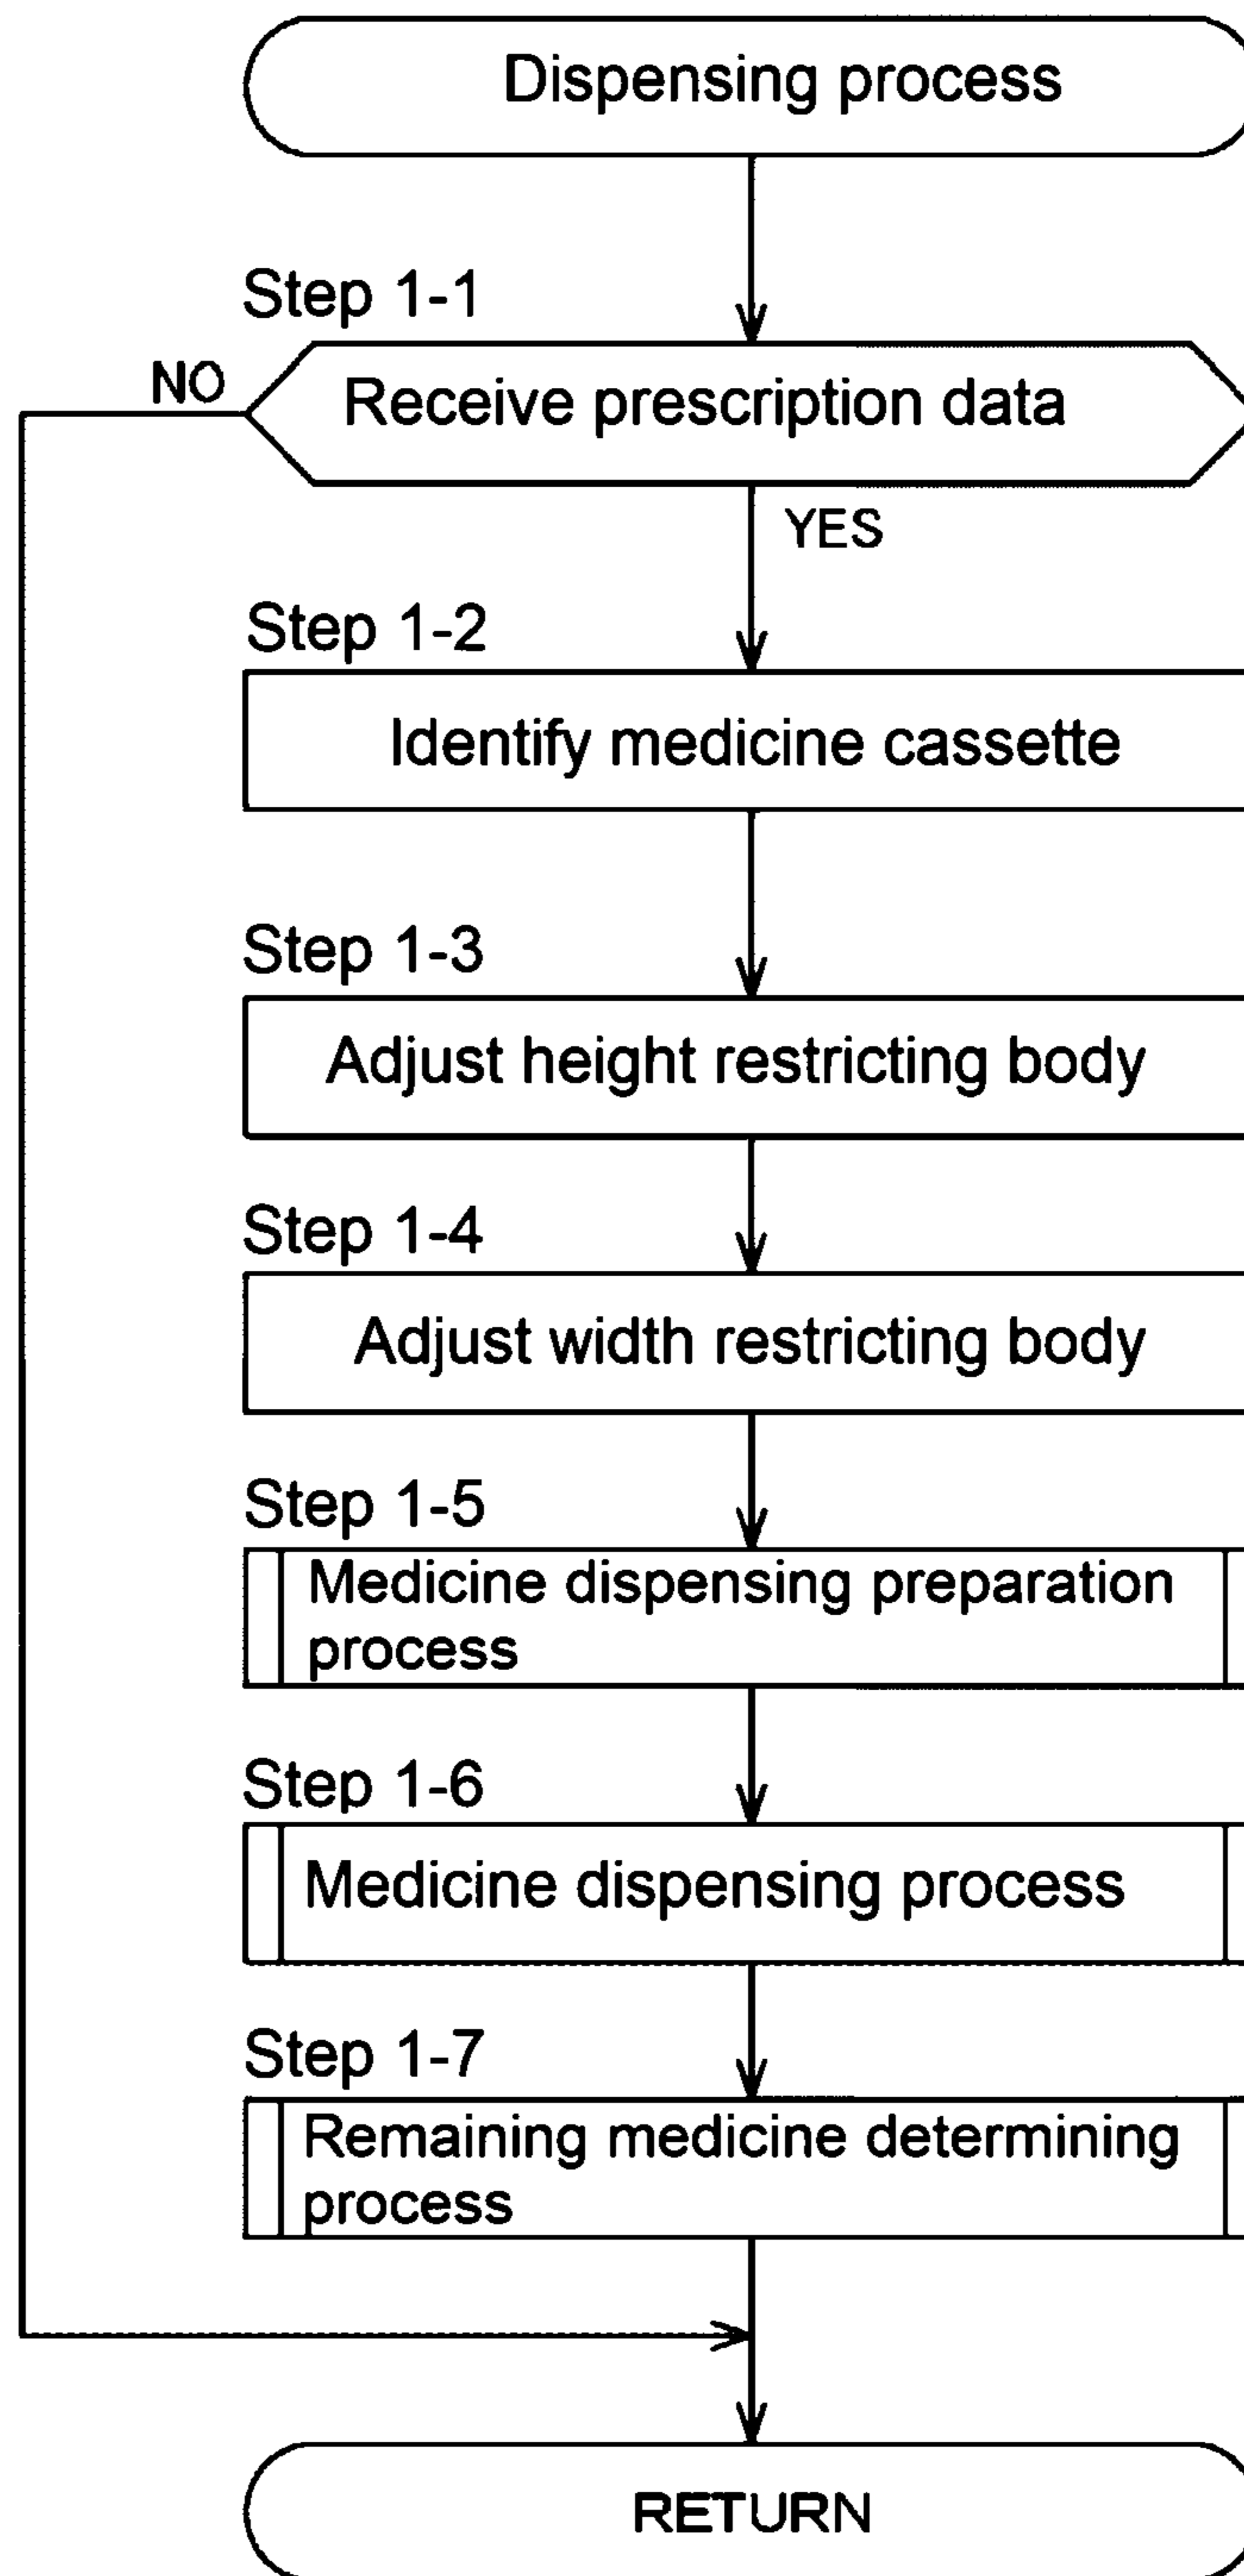 Dispensing process
Step 1-1
NO
Receive prescription data
YES
Step 1-2
Identify medicine cassette
Step 1-3
Adjust height restricting body
Step 1-4
Adjust width restricting body
Step 1-5
Medicine dispensing preparation
process
Step 1-6
Medicine dispensing process
Step 1-7
Remaining medicine determining
process
RETURN